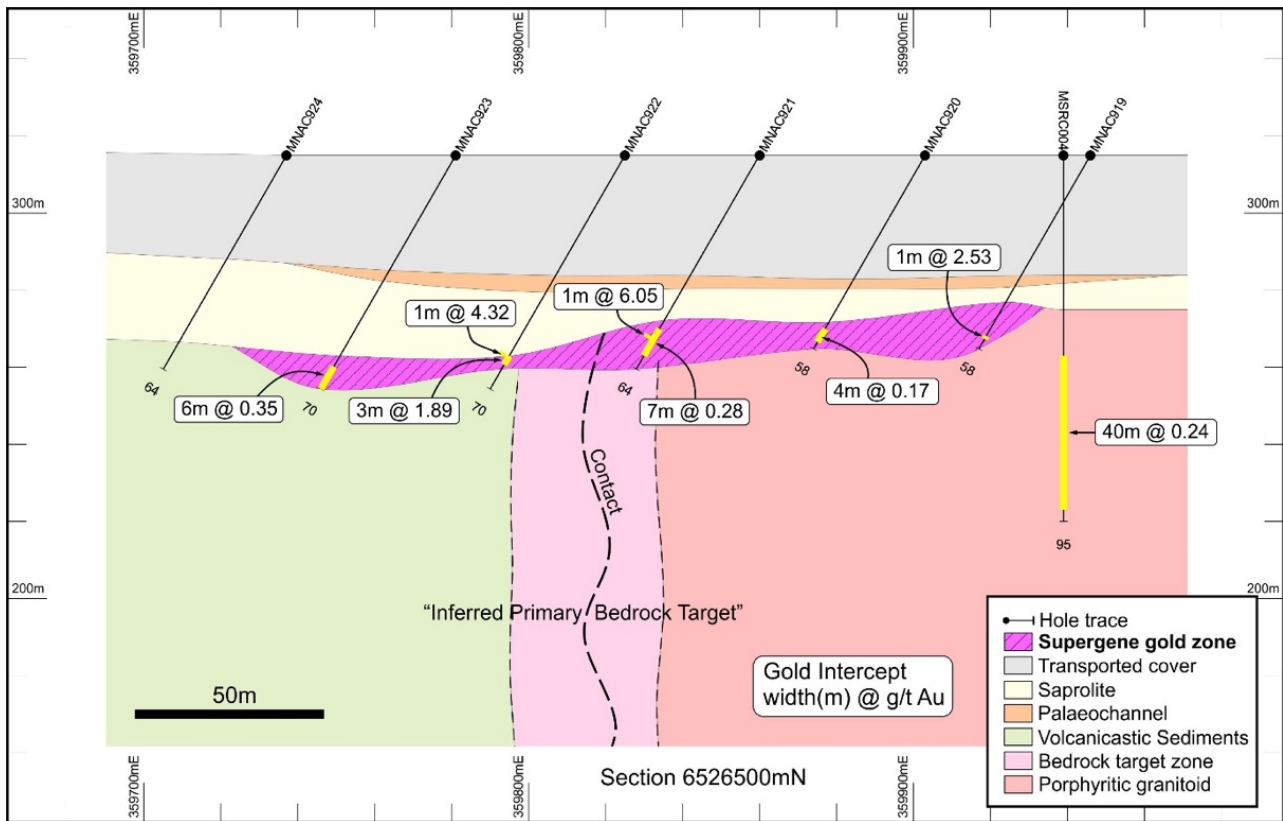 359700mE
359800mE
359900mE
MNAC924
MNAC923
MNAC922
MNAC921
MNAC920
MSRC004
MNAC919
300m
300m
1m @ 2.53
1m @ 6.05
1m @ 4.32
64
6m @ 0.35
70
3m @ 1.89
70
64
7m @ 0.28
58
4m @ 0.17
58
40m @ 0.24
Contact
95
200m
200m
“Inferred Primary Bedrock Target”
Gold Intercept
width(m) @ g/t Au
50m
Section 6526500mN
359700mE
359800mE
359900mE
Hole trace
Supergene gold zone
Transported cover
Saprolite
Palaeochannel
Volcanicastic Sediments
Bedrock target zone
Porphyritic granitoid